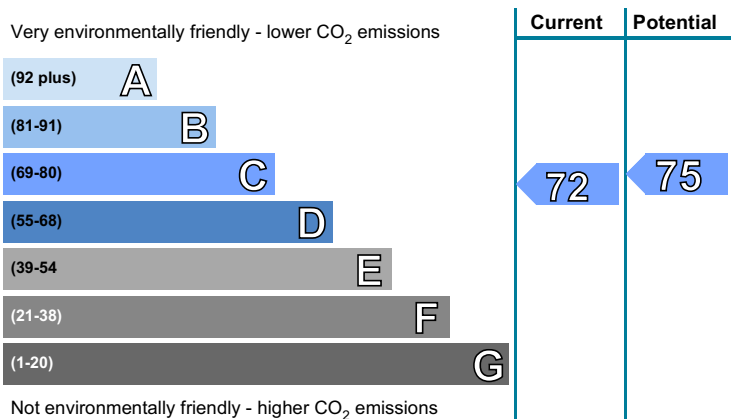 Very environmentally friendly - lower CO2 emissions
Current
Potential
(92 plus) A
(81-91) B
(69-80) C
72
75
(55-68) D
(39-54 E
(21-38) F
(1-20) G
Not environmentally friendly - higher CO2 emissions